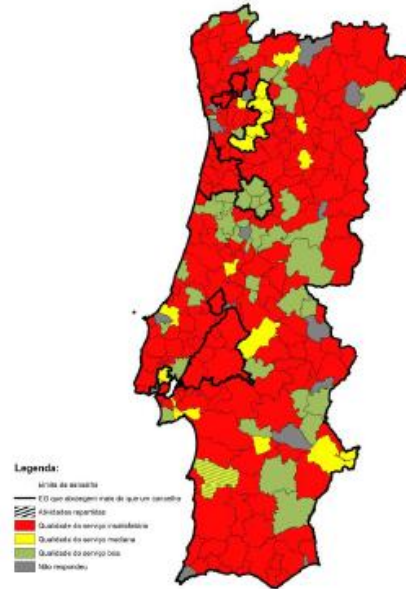 Legenda:
Limite de concelho
EG que abrangem mais do que um concelho
Atividades repartidas
Qualidade do serviço insatisfatória
Qualidade do serviço mediana
Qualidade do serviço boa
Não respondeu